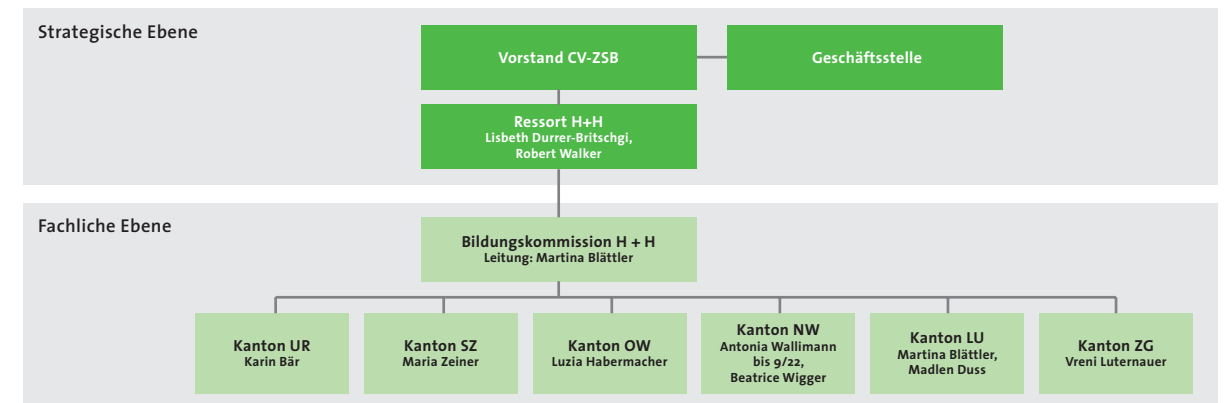 Strategische Ebene
Vorstand CV-ZSB
Geschäftsstelle
Ressort H+H
Lisbeth Durrer-Britschgi,
Robert Walker
Fachliche Ebene
Bildungskommission H + H
Leitung: Martina Blättler
Kanton UR
Karin Bär
Kanton SZ
Maria Zeiner
Kanton OW
Luzia Habermacher
Kanton NW
Antonia Wallimann
bis 9/22,
Beatrice Wigger
Kanton LU
Martina Blättler,
Madlen Duss
Kanton ZG
Vreni Luternauer